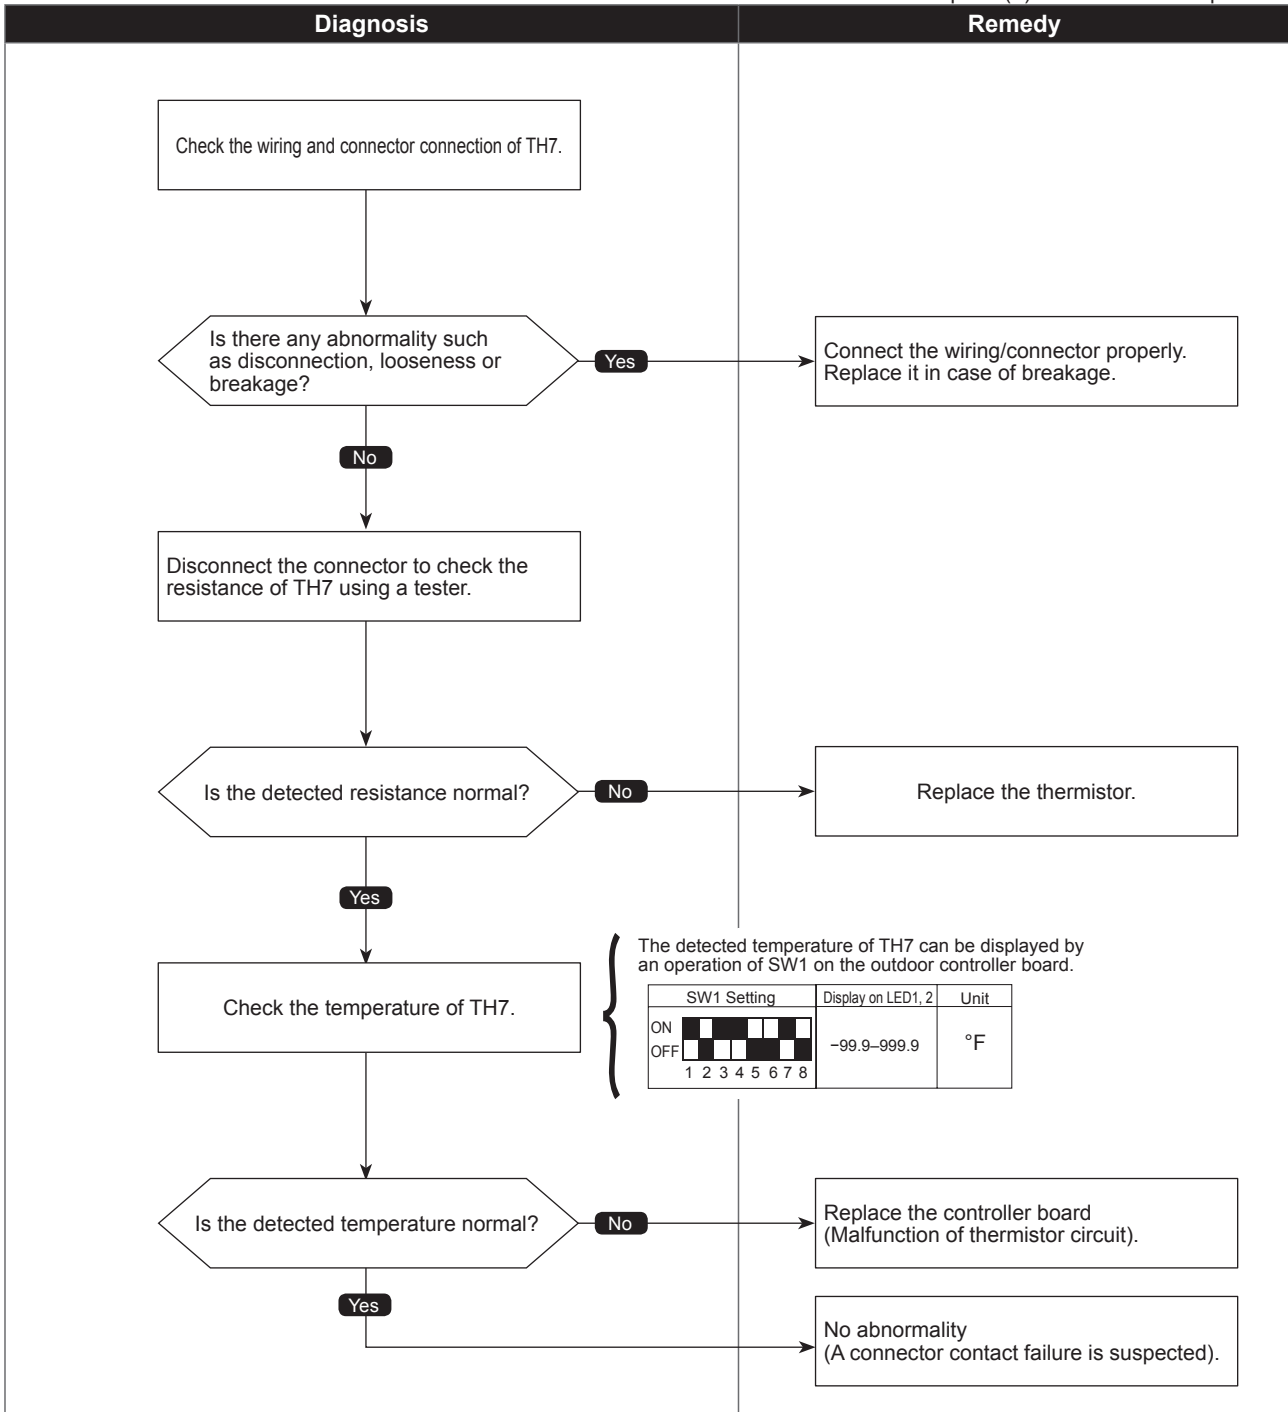 Diagnosis
Remedy
Check the wiring and connector connection of TH7.
Is there any abnormality such
as disconnection, looseness or
breakage?
Yes
Connect the wiring/connector properly.
Replace it in case of breakage.
No
Disconnect the connector to check the
resistance of TH7 using a tester.
Is the detected resistance normal?
No
Replace the thermistor.
Yes
Check the temperature of TH7.
The detected temperature of TH7 can be displayed by
an operation of SW1 on the outdoor controller board.
SW1 Setting
Display on LED1, 2
Unit
ON
OFF
1 2 3 4 5 6 7 8
−99.9–999.9
°F
Is the detected temperature normal?
No
Replace the controller board
(Malfunction of thermistor circuit).
Yes
No abnormality
(A connector contact failure is suspected).